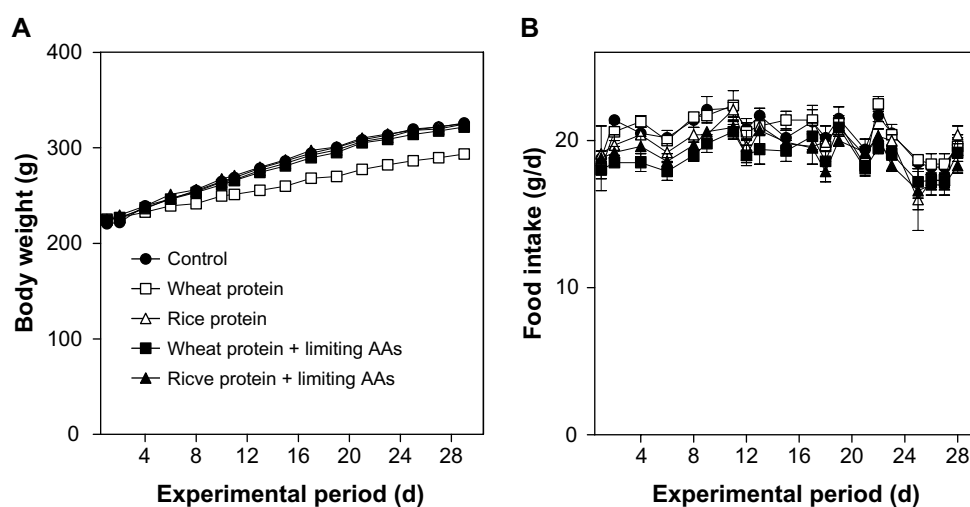 A
400
300
200
100
0
Body weight (g)
Control
Wheat protein
Rice protein
Wheat protein + limiting AAs
Ricve protein + limiting AAs
4 8 12 16 20 24 28
Experimental period (d)
B
20
10
0
Food intake (g/d)
4 8 12 16 20 24 28
Experimental period (d)